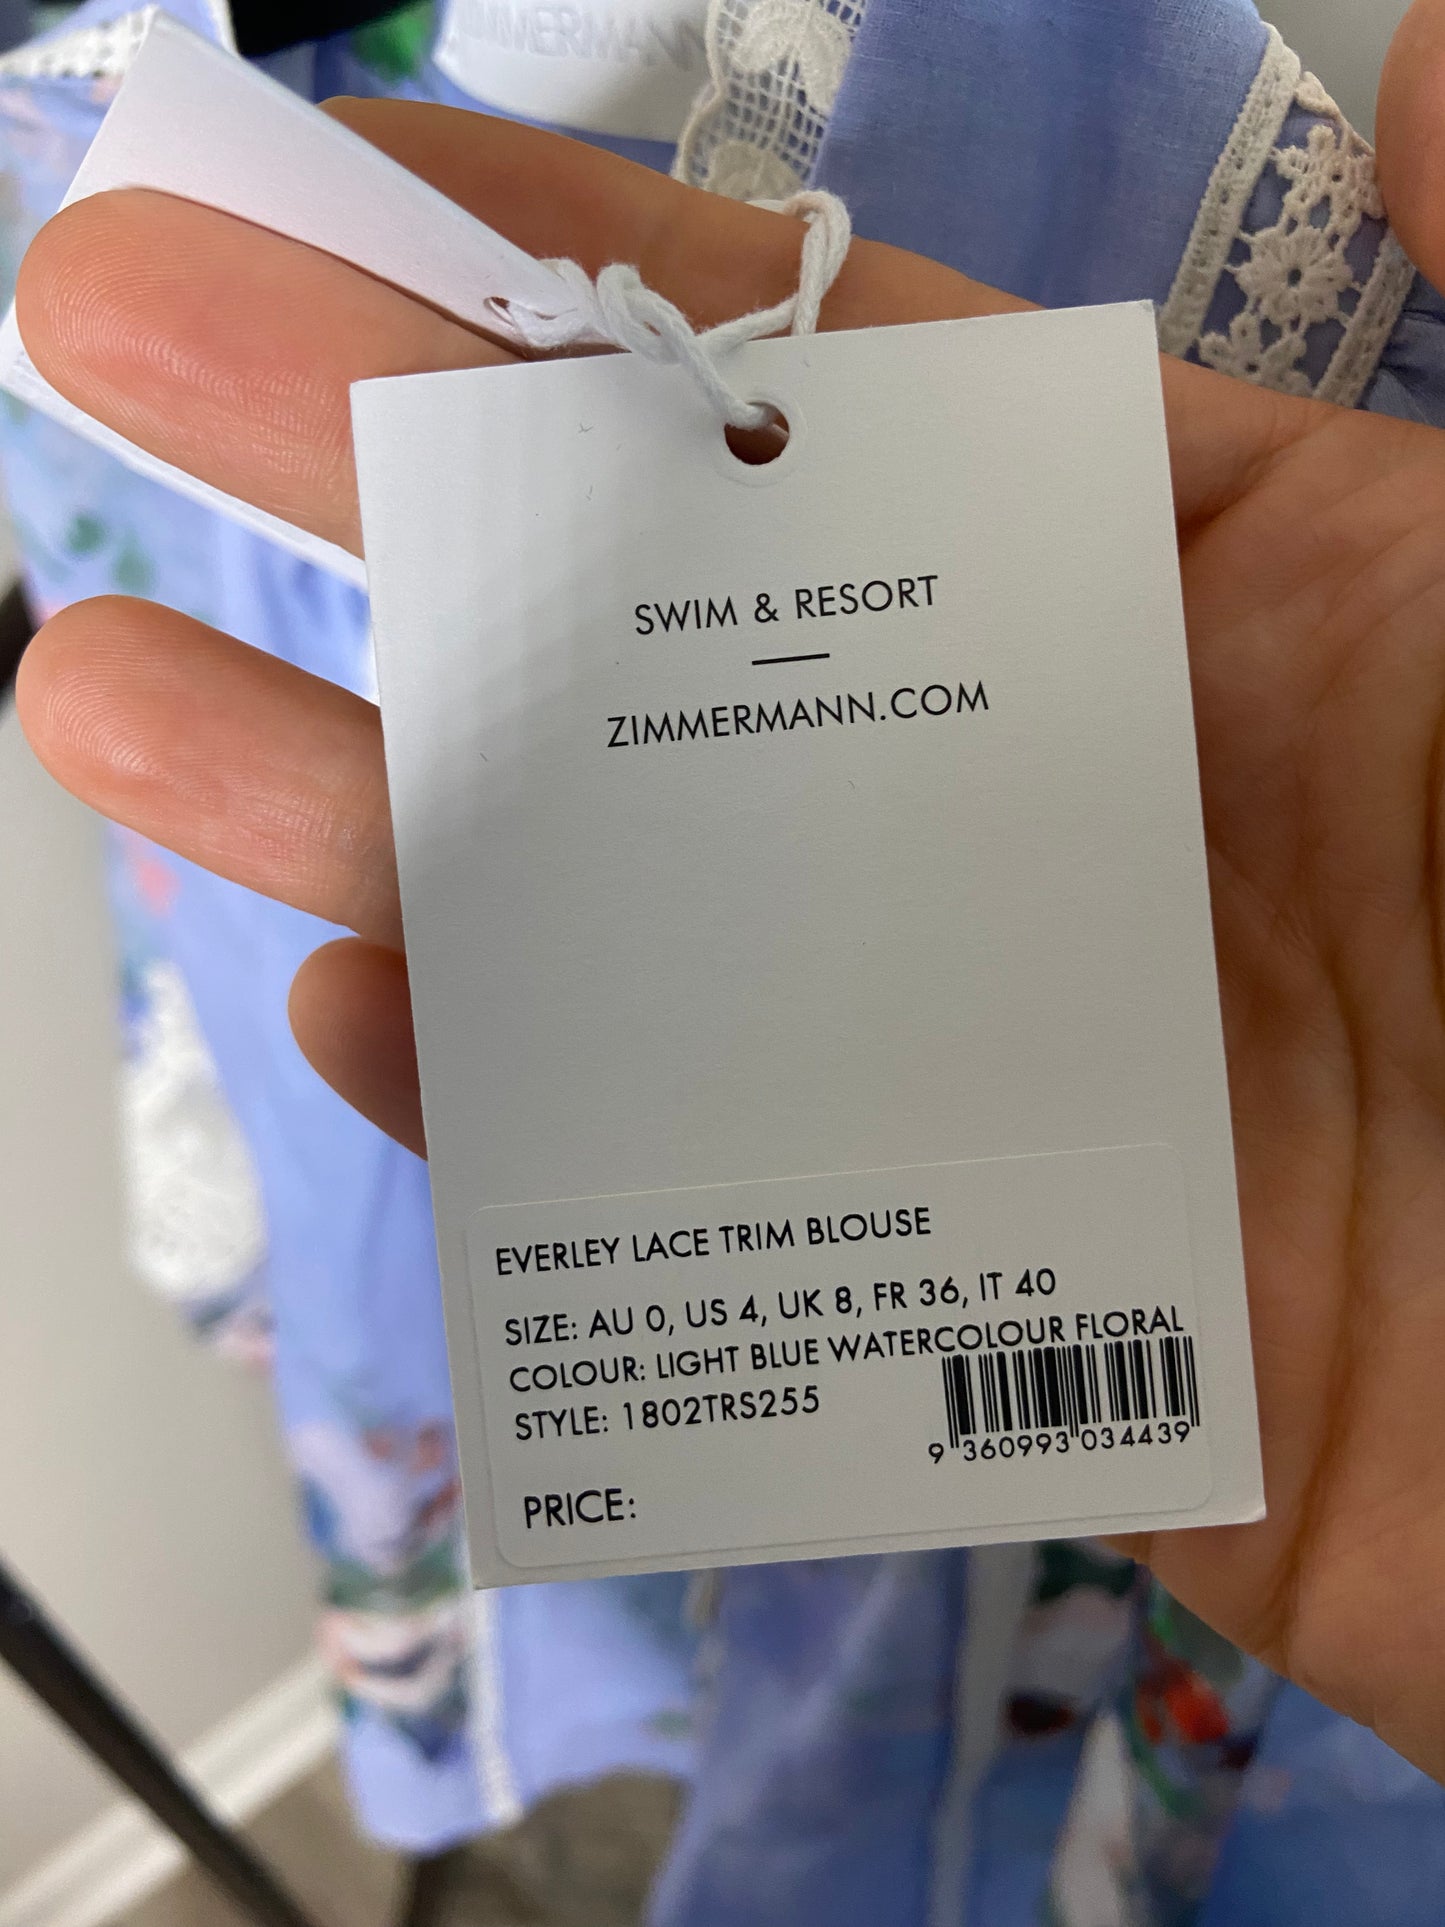 ZIMMERMANN
SWIM & RESORT
ZIMMERMANN.COM
EVERLEY LACE TRIM BLOUSE
SIZE: AU 0, US 4, UK 8, FR 36, IT 40
COLOUR: LIGHT BLUE WATERCOLOUR FLORAL
STYLE: 1802TRS255
9 360993 034439
PRICE: